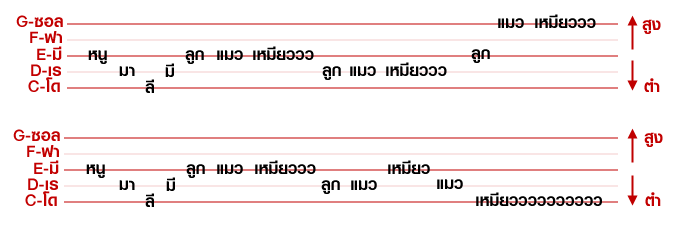 G-ซอล แมว เหมียววว สูง
F-ฟา
E-มี หนู ลูก แมว เหมียววว ลูก
D-เร มา มี ลูก แมว เหมียววว
C-โด ลี ต่ำ
G-ซอล สูง
F-ฟา
E-มี หนู ลูก แมว เหมียววว เหมียว
D-เร มา มี ลูก แมว แมว
C-โด ลี เหมียวววววววววว ต่ำ